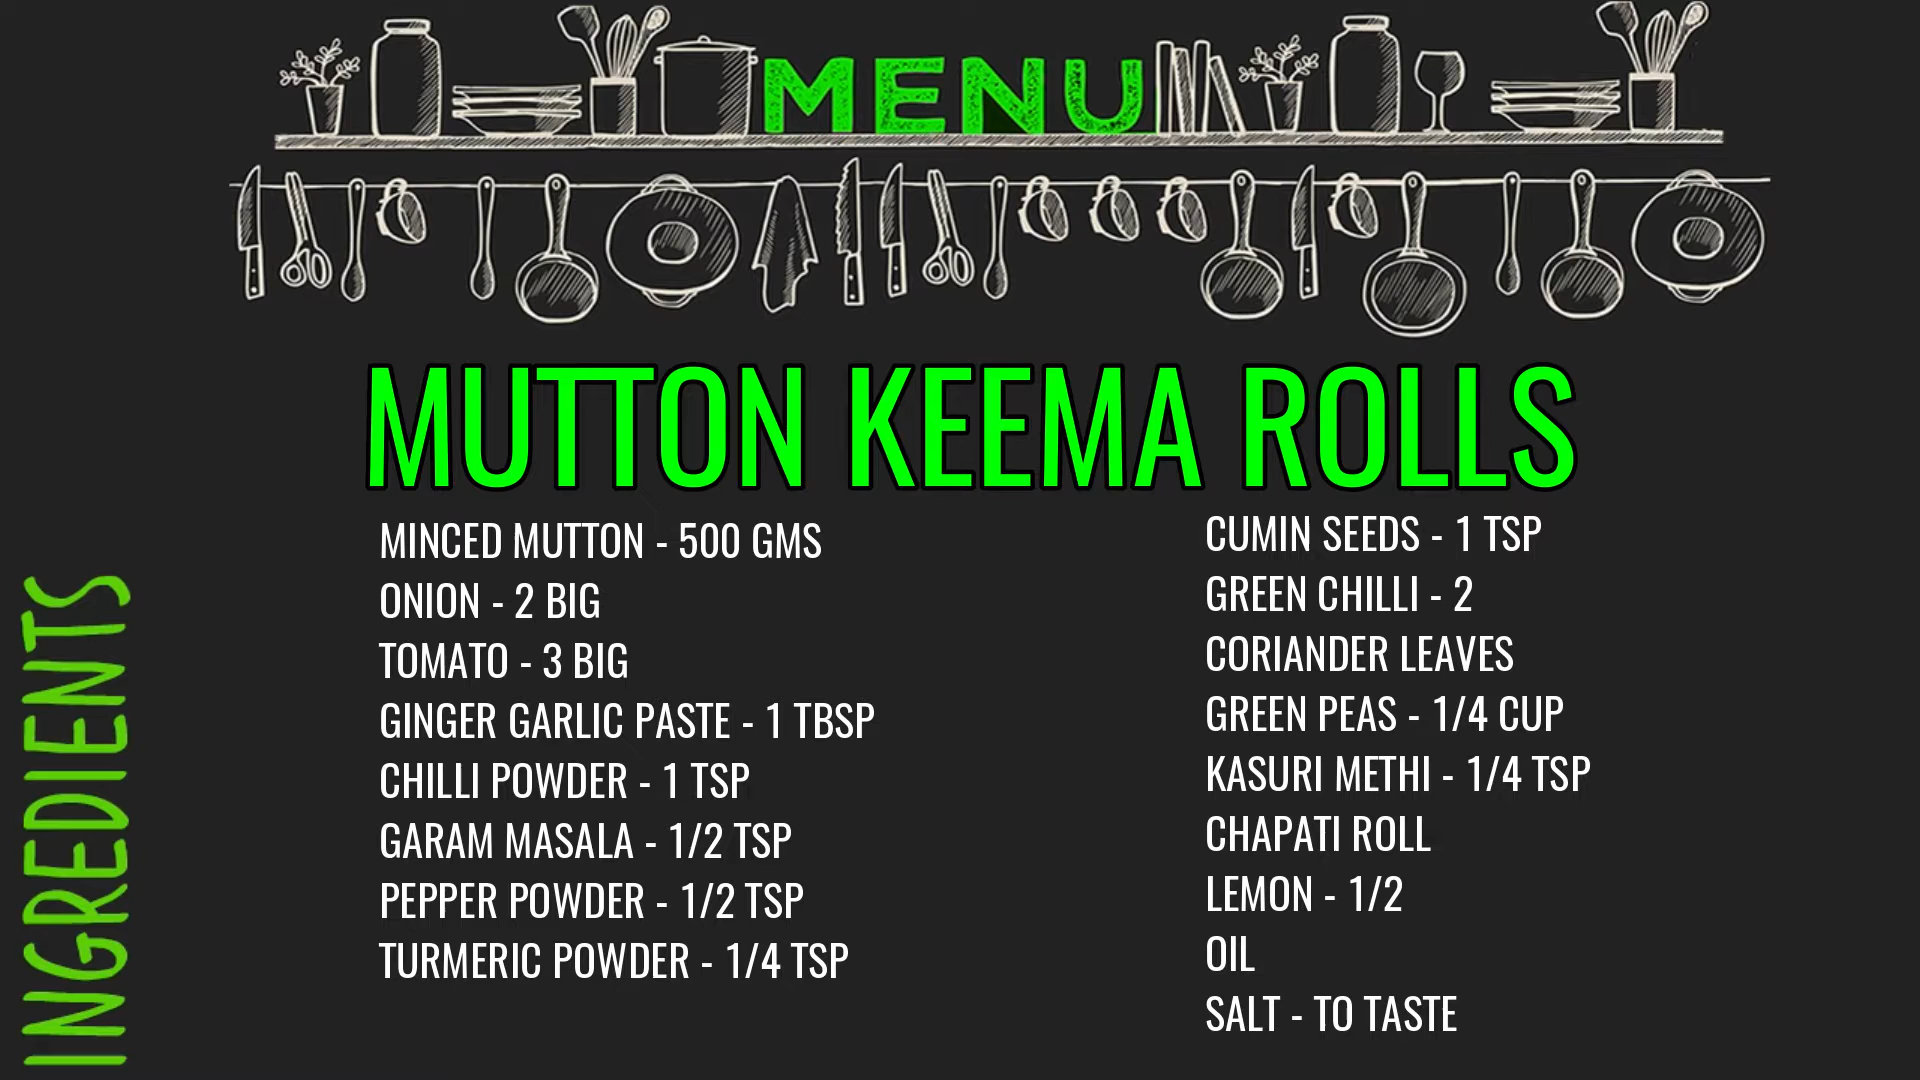 MENU
MUTTON KEEMA ROLLS
INGREDIENTS
MINCED MUTTON - 500 GMS
ONION - 2 BIG
TOMATO - 3 BIG
GINGER GARLIC PASTE - 1 TBSP
CHILLI POWDER - 1 TSP
GARAM MASALA - 1/2 TSP
PEPPER POWDER - 1/2 TSP
TURMERIC POWDER - 1/4 TSP
CUMIN SEEDS - 1 TSP
GREEN CHILLI - 2
CORIANDER LEAVES
GREEN PEAS - 1/4 CUP
KASURI METHI - 1/4 TSP
CHAPATI ROLL
LEMON - 1/2
OIL
SALT - TO TASTE